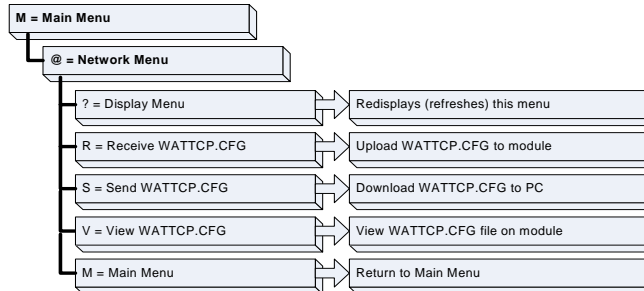 M = Main Menu
@ = Network Menu
? = Display Menu
Redisplays (refreshes) this menu
R = Receive WATTCP.CFG
Upload WATTCP.CFG to module
S = Send WATTCP.CFG
Download WATTCP.CFG to PC
V = View WATTCP.CFG
View WATTCP.CFG file on module
M = Main Menu
Return to Main Menu